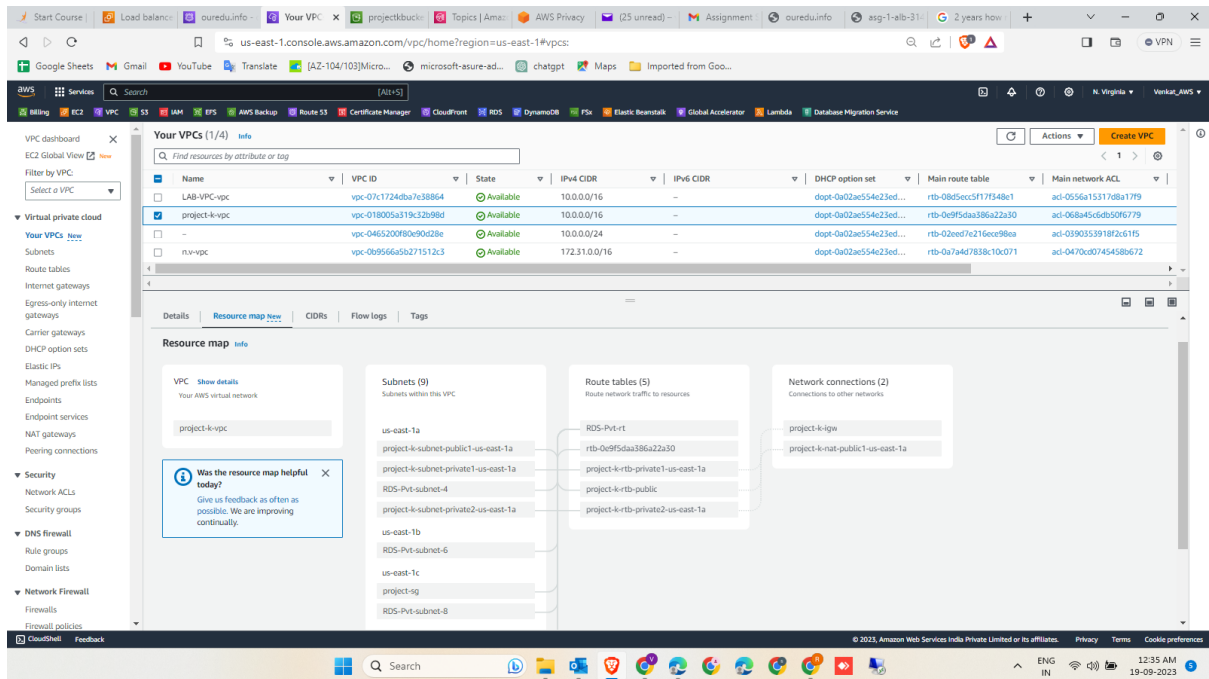 Start Course |
Load balance
ouredu.info -
Your VPC
projectkbucke
Topics | Amaz
AWS Privacy
(25 unread) -
Assignment
ouredu.info
asg-1-alb-314
2 years how
us-east-1.console.aws.amazon.com/vpc/home?region=us-east-1#vpcs:
VPN
Google Sheets
Gmail
YouTube
Translate
[AZ-104/103]Micro...
microsoft-asure-ad...
chatgpt
Maps
Imported from Goo...
aws
Services
Search
[Alt+S]
N. Virginia
Venkat_AWS
Billing
EC2
VPC
S3
IAM
EFS
AWS Backup
Route 53
Certificate Manager
CloudFront
RDS
DynamoDB
FSx
Elastic Beanstalk
Global Accelerator
Lambda
Database Migration Service
VPC dashboard
EC2 Global View New
Filter by VPC:
Select a VPC
Virtual private cloud
Your VPCs New
Subnets
Route tables
Internet gateways
Egress-only internet
gateways
Carrier gateways
DHCP option sets
Elastic IPs
Managed prefix lists
Endpoints
Endpoint services
NAT gateways
Peering connections
Security
Network ACLs
Security groups
DNS firewall
Rule groups
Domain lists
Network Firewall
Firewalls
Firewall policies
Your VPCs (1/4) Info
Actions
Create VPC
Find resources by attribute or tag
1
Name VPC ID State IPv4 CIDR IPv6 CIDR DHCP option set Main route table Main network ACL
LAB-VPC-vpc vpc-07c1724dba7e38864 Available 10.0.0.0/16 – dopt-0a02ae554e23ed... rtb-08d5ecc5f17f348e1 acl-0556a15317d8a17f9
project-k-vpc vpc-018005a319c32b98d Available 10.0.0.0/16 – dopt-0a02ae554e23ed... rtb-0e9f5daa386a22a30 acl-068a45c6db50f6779
– vpc-0465200f80e90d28e Available 10.0.0.0/24 – dopt-0a02ae554e23ed... rtb-02eed7e216ece98ea acl-0390353918f2c61f5
n.v-vpc vpc-0b9566a5b271512c3 Available 172.31.0.0/16 – dopt-0a02ae554e23ed... rtb-0a7a4d7838c10c071 acl-0470cd0745458b672
Details
Resource map New
CIDRs
Flow logs
Tags
Resource map Info
VPC Show details
Your AWS virtual network
project-k-vpc
Was the resource map helpful
today?
Give us feedback as often as
possible. We are improving
continually.
Subnets (9)
Subnets within this VPC
us-east-1a
project-k-subnet-public1-us-east-1a
project-k-subnet-private1-us-east-1a
RDS-Pvt-subnet-4
project-k-subnet-private2-us-east-1a
us-east-1b
RDS-Pvt-subnet-6
us-east-1c
project-sg
RDS-Pvt-subnet-8
Route tables (5)
Route network traffic to resources
RDS-Pvt-rt
rtb-0e9f5daa386a22a30
project-k-rtb-private1-us-east-1a
project-k-rtb-public
project-k-rtb-private2-us-east-1a
Network connections (2)
Connections to other networks
project-k-igw
project-k-nat-public1-us-east-1a
CloudShell
Feedback
© 2023, Amazon Web Services India Private Limited or its affiliates.
Privacy
Terms
Cookie preferences
Search
ENG
IN
12:35 AM
19-09-2023
5